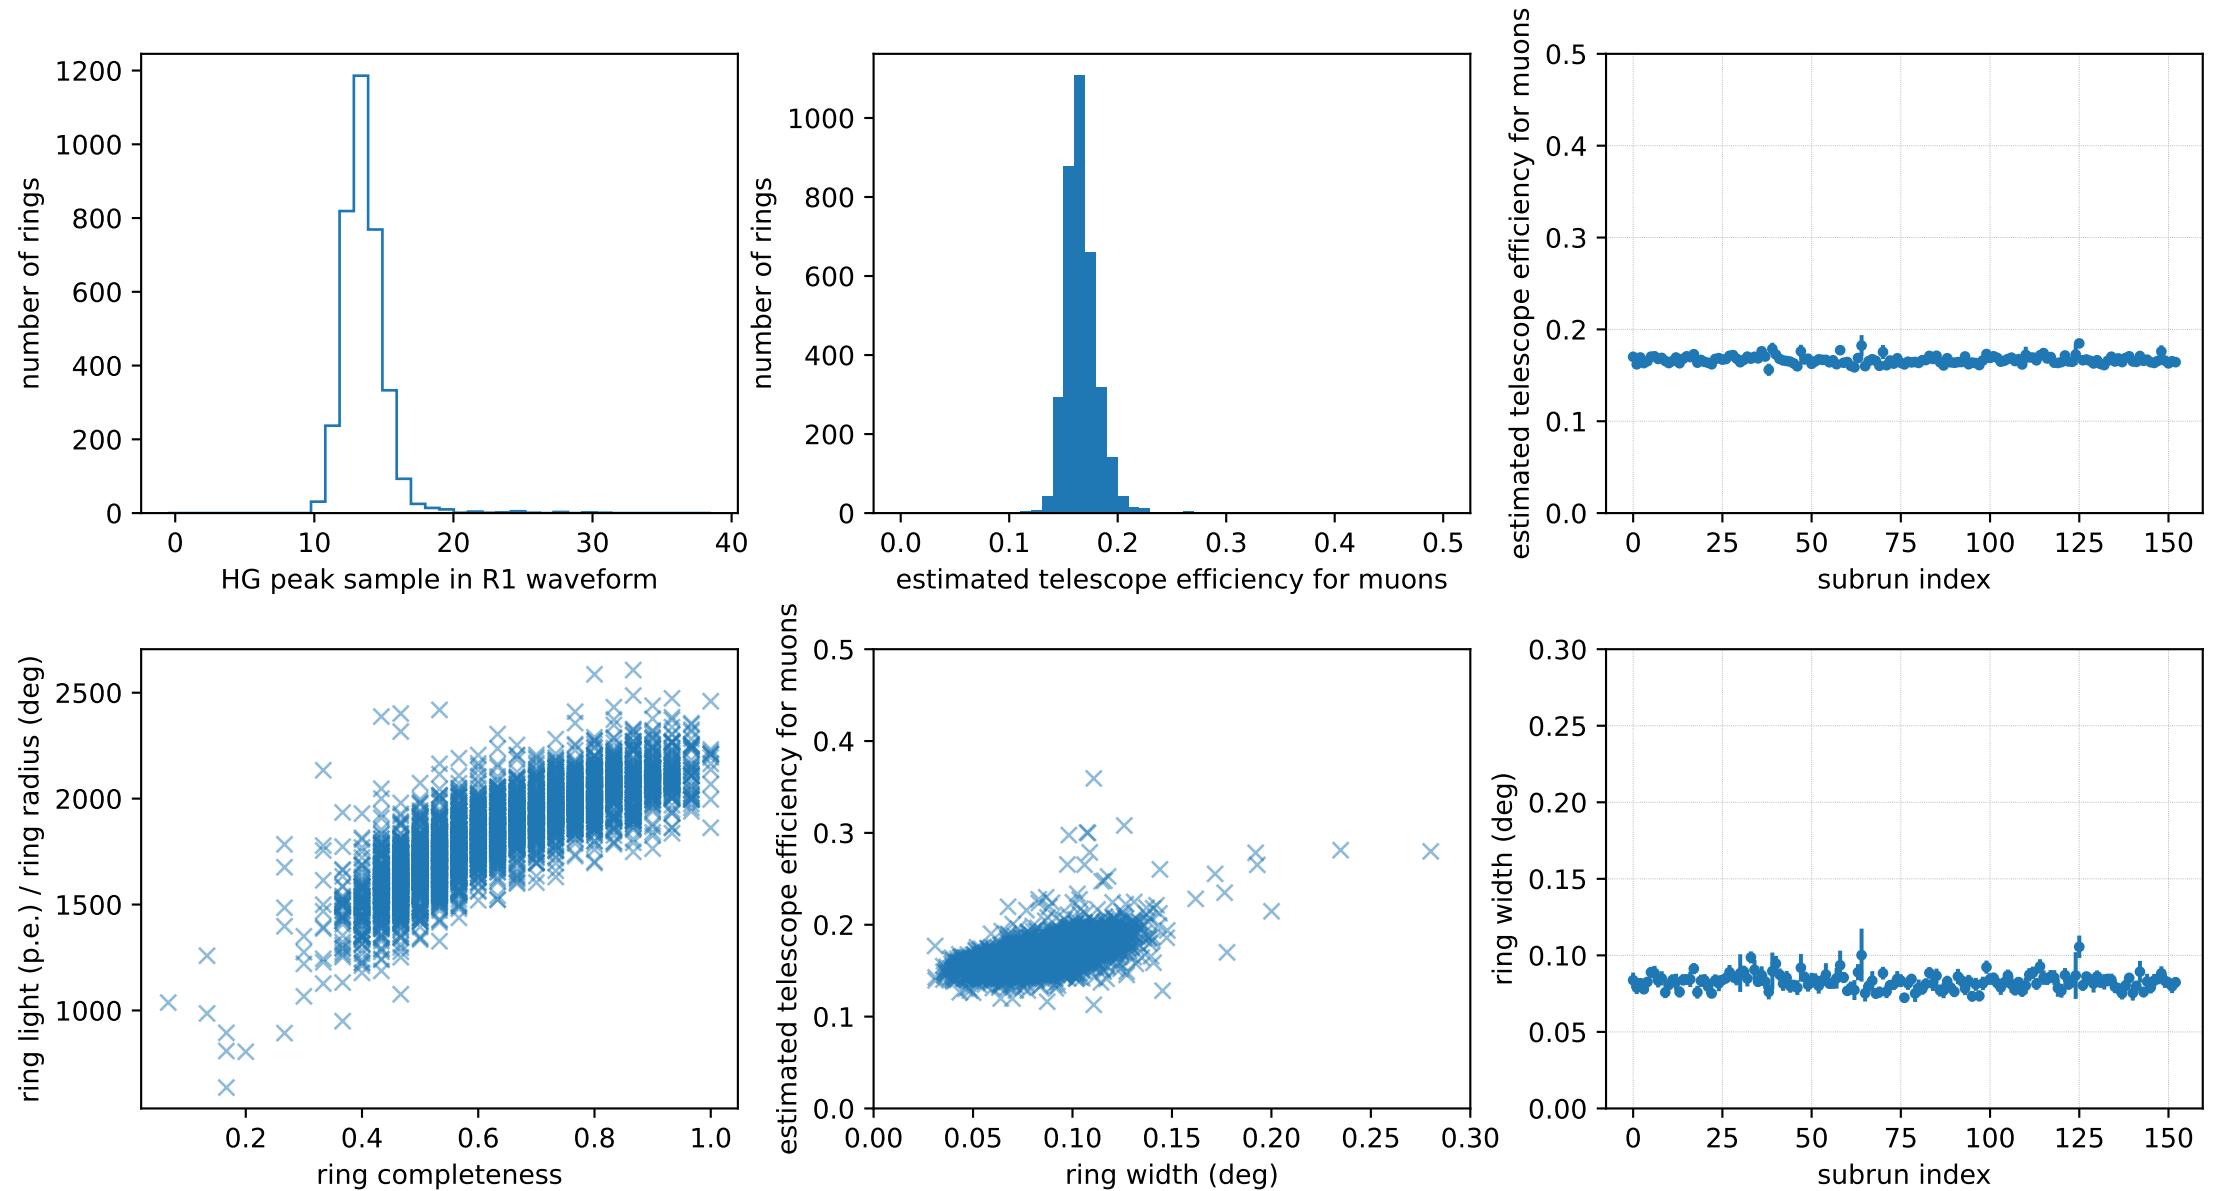 number of rings
1200
1000
800
600
400
200
0
0 10 20 30 40
HG peak sample in R1 waveform
number of rings
1000
800
600
400
200
0
0.0 0.1 0.2 0.3 0.4 0.5
estimated telescope efficiency for muons
estimated telescope efficiency for muons
0.5
0.4
0.3
0.2
0.1
0.0
0 25 50 75 100 125 150
subrun index
ring light (p.e.) / ring radius (deg)
2500
2000
1500
1000
0.2 0.4 0.6 0.8 1.0
ring completeness
estimated telescope efficiency for muons
0.5
0.4
0.3
0.2
0.1
0.0
0.00 0.05 0.10 0.15 0.20 0.25 0.30
ring width (deg)
ring width (deg)
0.30
0.25
0.20
0.15
0.10
0.05
0.00
0 25 50 75 100 125 150
subrun index